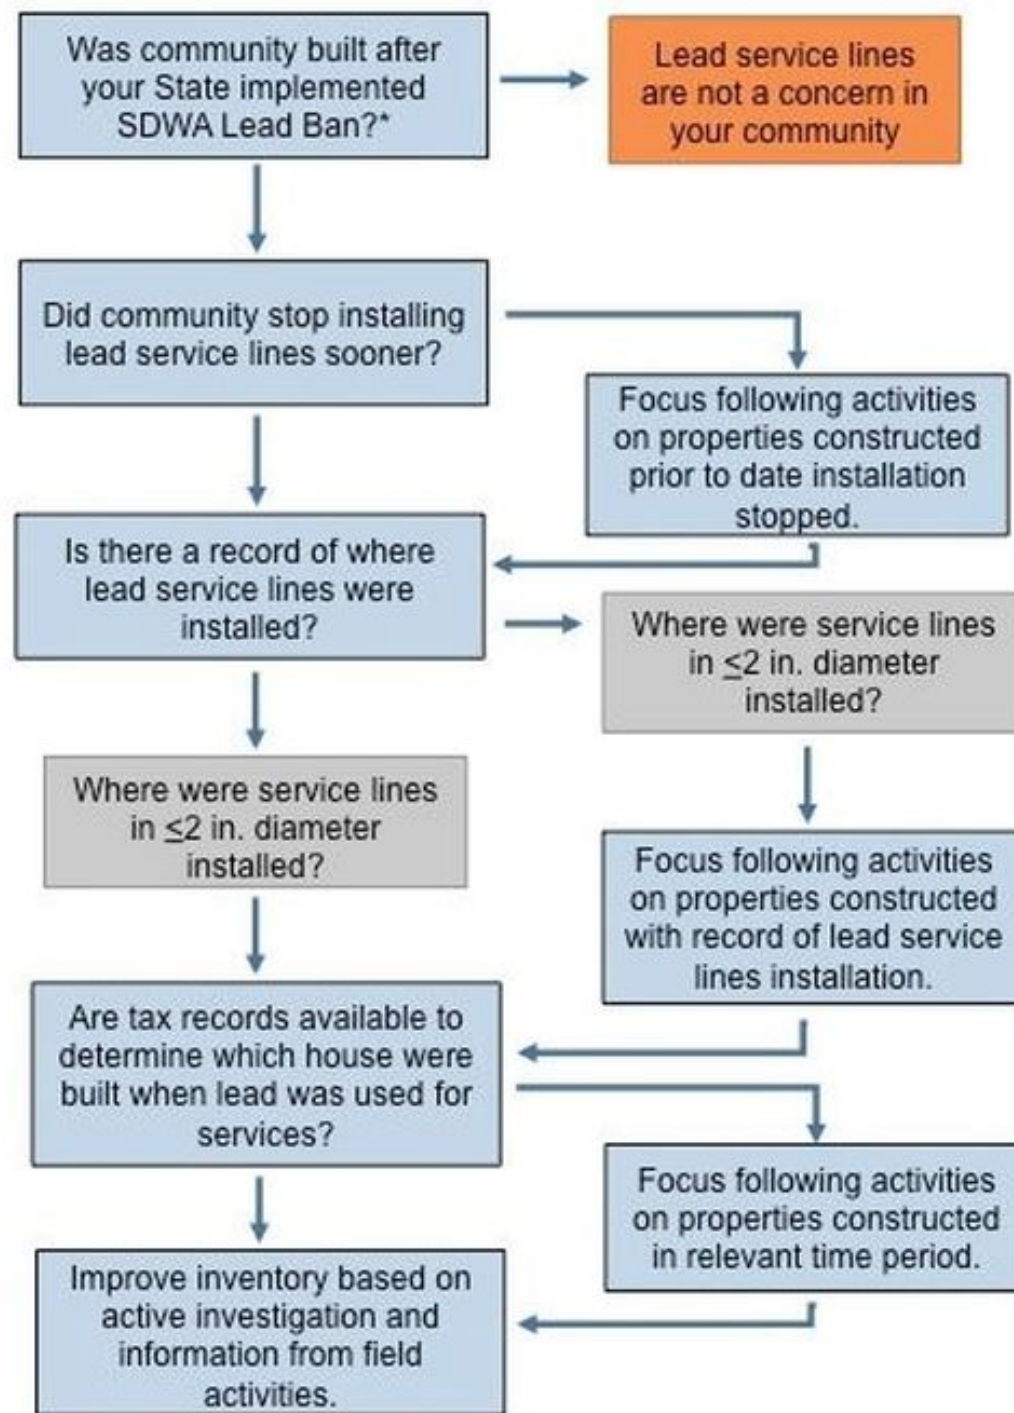 Was community built after
your State implemented
SDWA Lead Ban?*
Lead service lines
are not a concern in
your community
Did community stop installing
lead service lines sooner?
Focus following activities
on properties constructed
prior to date installation
stopped.
Is there a record of where
lead service lines were
installed?
Where were service lines
in ≤2 in. diameter
installed?
Where were service lines
in ≤2 in. diameter
installed?
Focus following activities
on properties constructed
with record of lead service
lines installation.
Are tax records available to
determine which house were
built when lead was used for
services?
Focus following activities
on properties constructed
in relevant time period.
Improve inventory based on
active investigation and
information from field
activities.